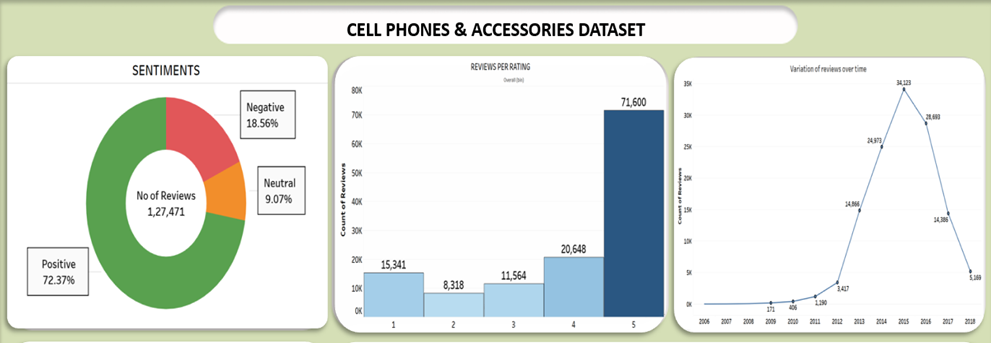 CELL PHONES & ACCESSORIES DATASET
SENTIMENTS
Negative
18.56%
Neutral
9.07%
No of Reviews
1,27,471
Positive
72.37%
REVIEWS PER RATING
Overall (bin)
Count of Reviews
80K
70K
60K
50K
40K
30K
20K
10K
0K
15,341
8,318
11,564
20,648
71,600
1 2 3 4 5
Variation of reviews over time
Count of Reviews
35K
30K
25K
20K
15K
10K
5K
0K
171
406
1,190
3,417
14,866
24,973
34,123
28,693
14,386
5,166
2006 2007 2008 2009 2010 2011 2012 2013 2014 2015 2016 2017 2018